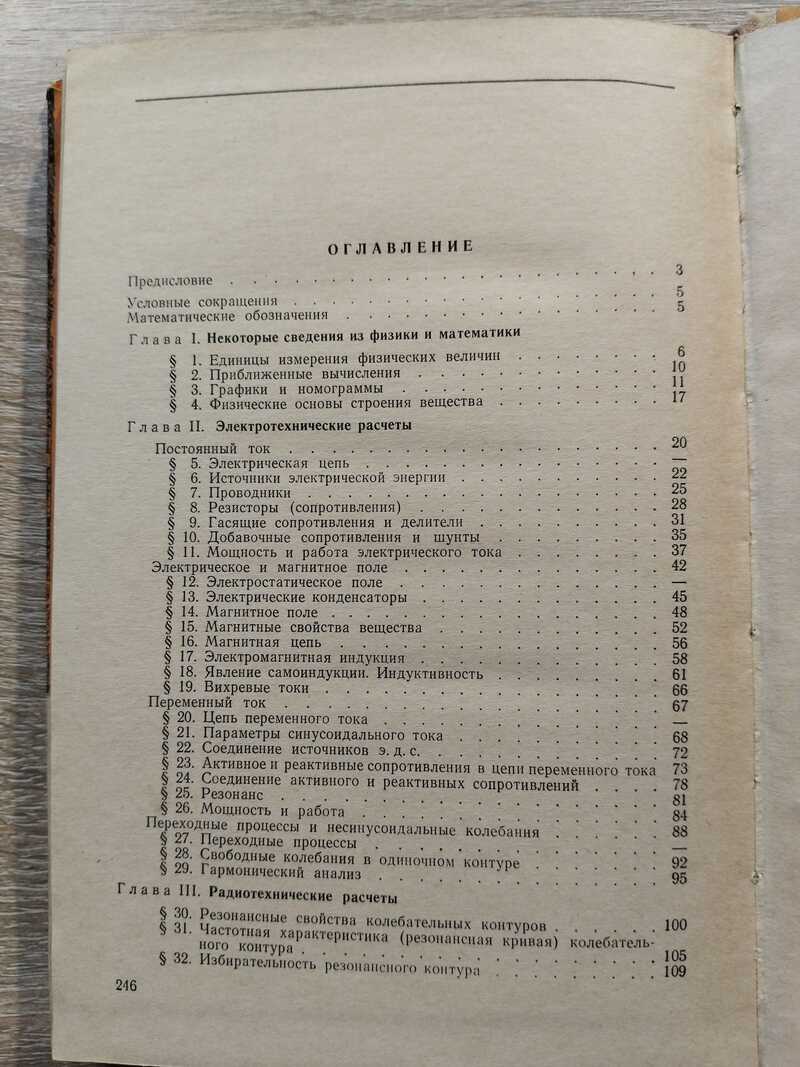 ОГЛАВЛЕНИЕ
Предисловие . . . . . . . . . . . . . . . . . . . . 3
Условные сокращения . . . . . . . . . . . . . . . . . . . . 5
Математические обозначения . . . . . . . . . . . . . . . . . . . . 5
Глава I. Некоторые сведения из физики и математики
§ 1. Единицы измерения физических величин . . . . . . . . 6
§ 2. Приближенные вычисления . . . . . . . . . . . . . . 10
§ 3. Графики и номограммы . . . . . . . . . . . . . . . 11
§ 4. Физические основы строения вещества . . . . . . . . . 17
Глава II. Электротехнические расчеты
Постоянный ток . . . . . . . . . . . . . . . . . . . . 20
§ 5. Электрическая цепь . . . . . . . . . . . . . . . . —
§ 6. Источники электрической энергии . . . . . . . . . . . 22
§ 7. Проводники . . . . . . . . . . . . . . . . . . . . 25
§ 8. Резисторы (сопротивления) . . . . . . . . . . . . . . 28
§ 9. Гасящие сопротивления и делители . . . . . . . . . . 31
§ 10. Добавочные сопротивления и шунты . . . . . . . . . . 35
§ 11. Мощность и работа электрического тока . . . . . . . . 37
Электрическое и магнитное поле . . . . . . . . . . . . . . 42
§ 12. Электростатическое поле . . . . . . . . . . . . . . —
§ 13. Электрические конденсаторы . . . . . . . . . . . . . 45
§ 14. Магнитное поле . . . . . . . . . . . . . . . . . . 48
§ 15. Магнитные свойства вещества . . . . . . . . . . . . 52
§ 16. Магнитная цепь . . . . . . . . . . . . . . . . . . 56
§ 17. Электромагнитная индукция . . . . . . . . . . . . . 58
§ 18. Явление самоиндукции. Индуктивность . . . . . . . . . 61
§ 19. Вихревые токи . . . . . . . . . . . . . . . . . . 66
Переменный ток . . . . . . . . . . . . . . . . . . . . 67
§ 20. Цепь переменного тока . . . . . . . . . . . . . . . —
§ 21. Параметры синусоидального тока . . . . . . . . . . . 68
§ 22. Соединение источников э. д. с. . . . . . . . . . . . . 72
§ 23. Активное и реактивные сопротивления в цепи переменного тока 73
§ 24. Соединение активного и реактивных сопротивлений . . . . 78
§ 25. Резонанс . . . . . . . . . . . . . . . . . . . . 81
§ 26. Мощность и работа . . . . . . . . . . . . . . . . 84
Переходные процессы и несинусоидальные колебания . . . . . . 88
§ 27. Переходные процессы . . . . . . . . . . . . . . . —
§ 28. Свободные колебания в одиночном контуре . . . . . . . 92
§ 29. Гармонический анализ . . . . . . . . . . . . . . . 95
Глава III. Радиотехнические расчеты
§ 30. Резонансные свойства колебательных контуров . . . . . . 100
§ 31. Частотная характеристика (резонансная кривая) колебатель-
ного контура . . . . . . . . . . . . . . . . . . . . 105
§ 32. Избирательность резонансного контура . . . . . . . . . 109
246